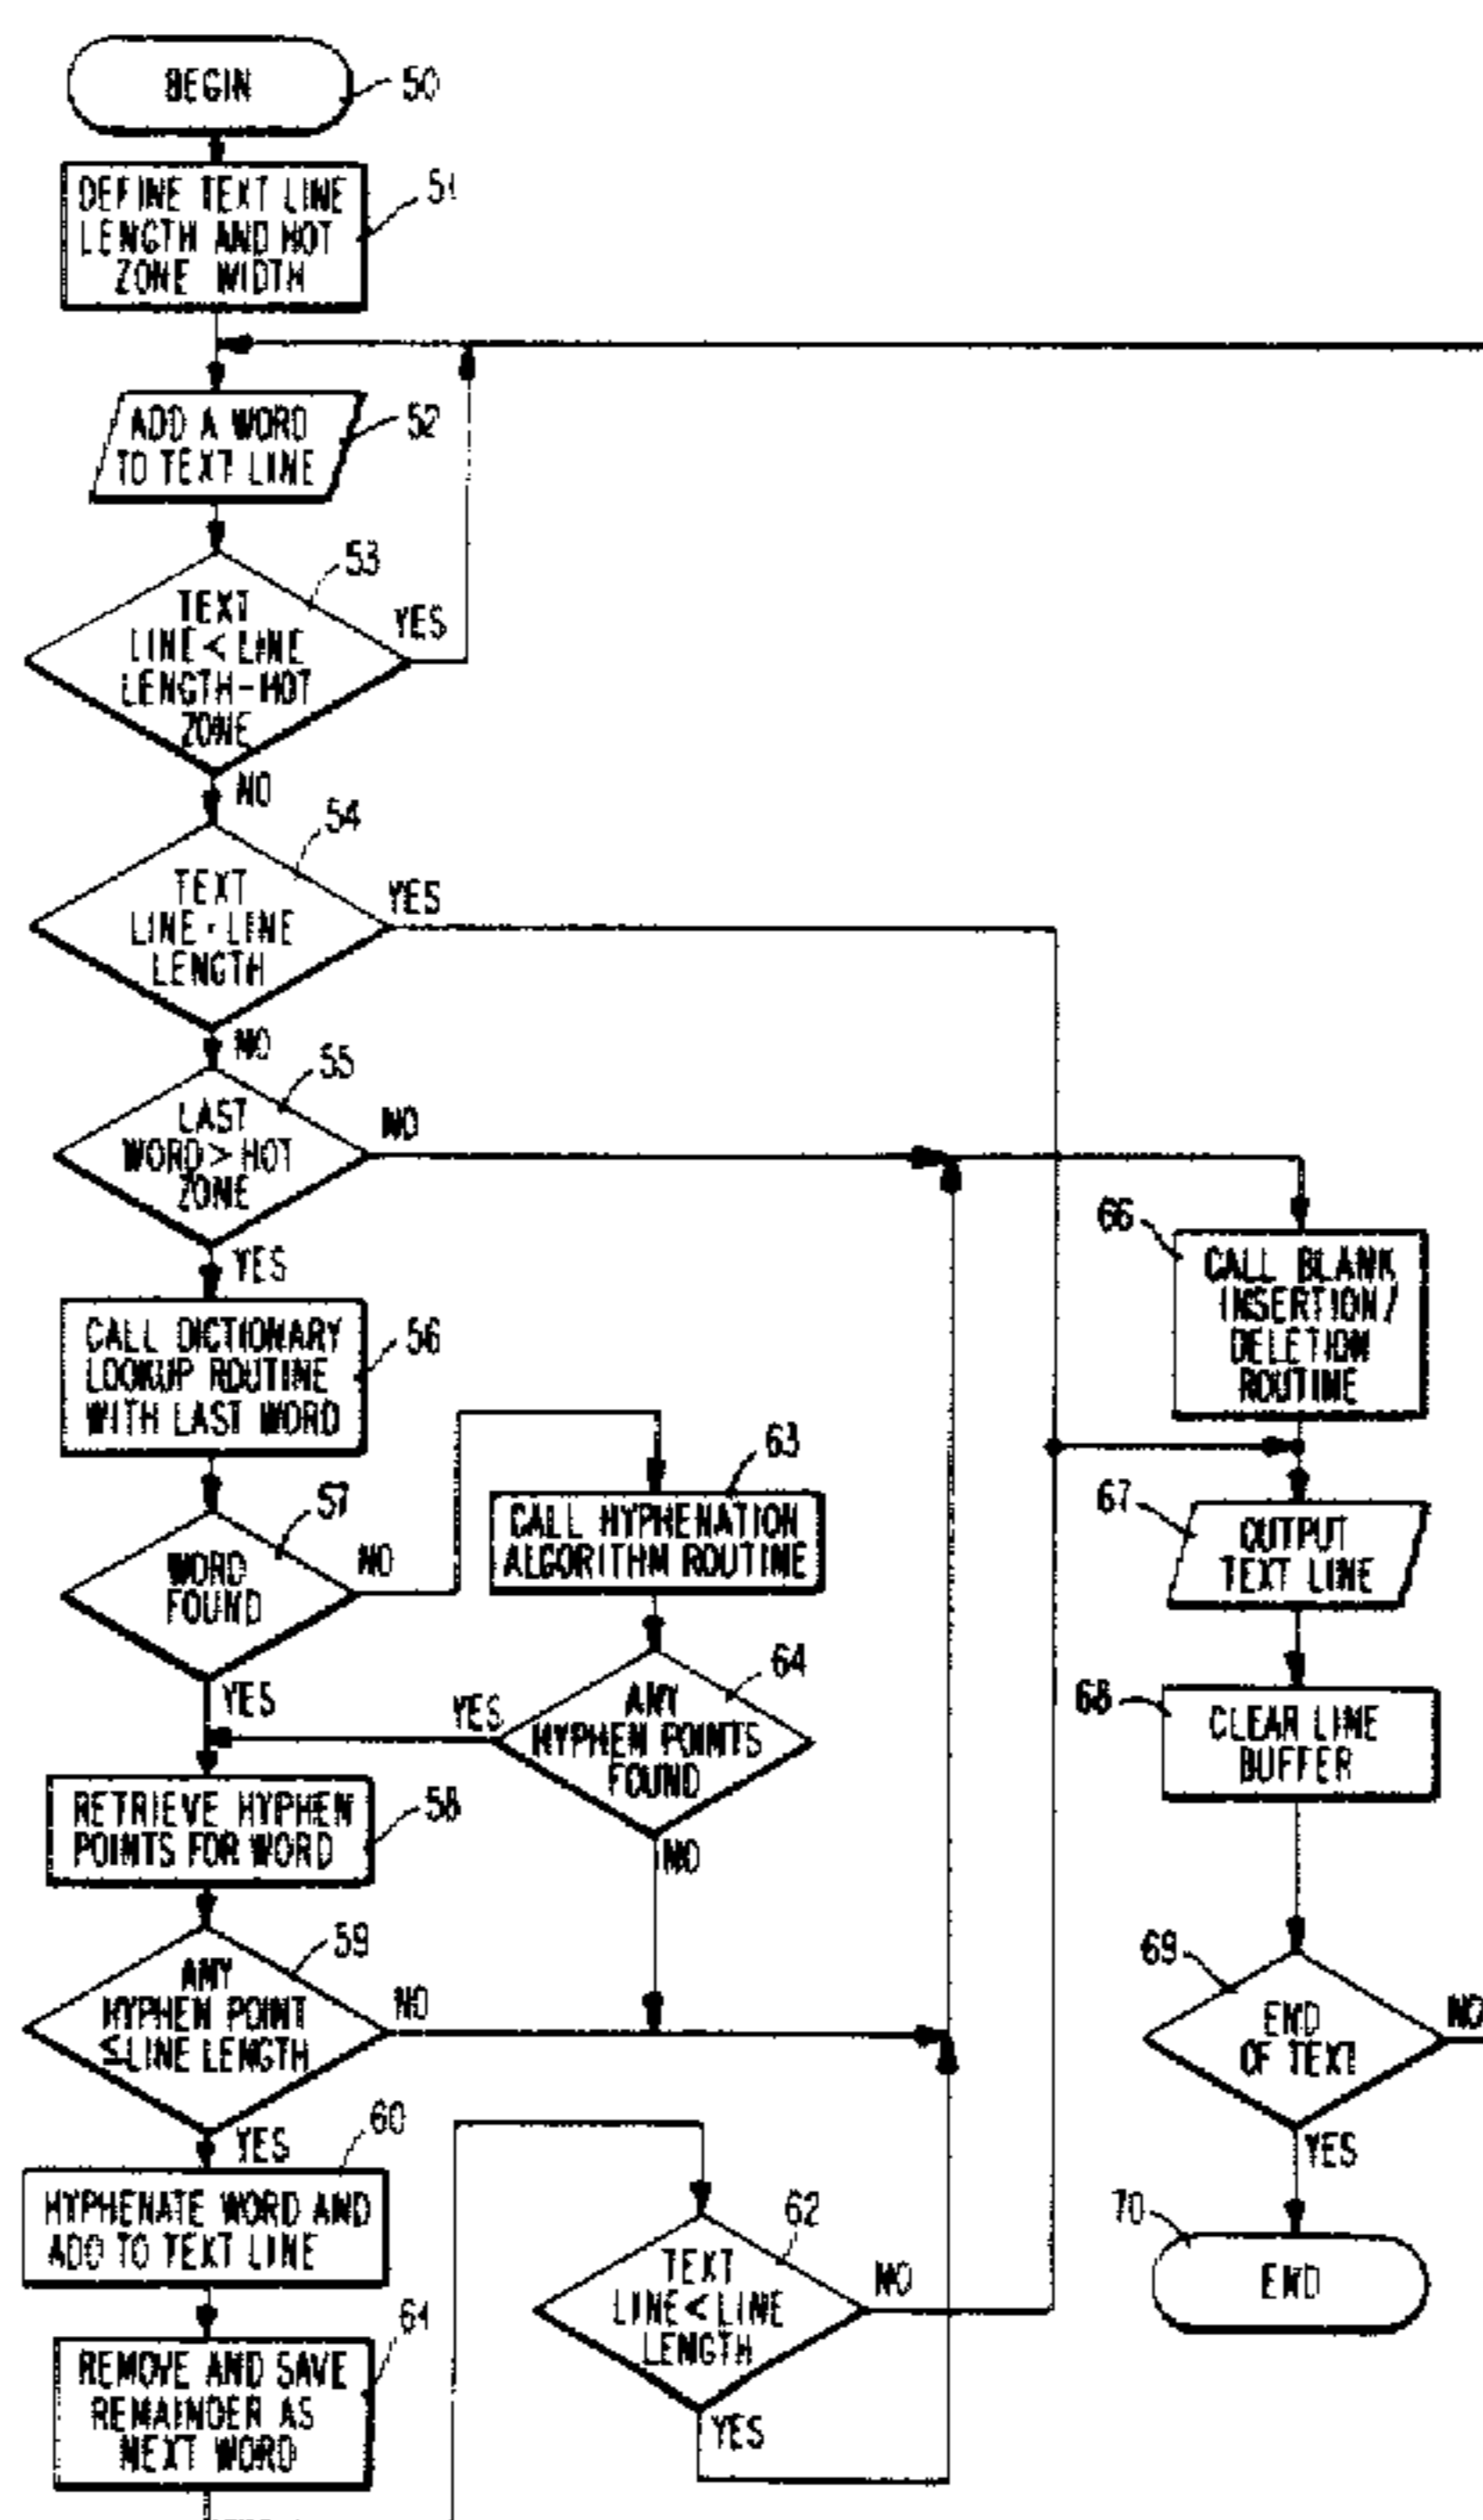 BEGIN
50
DEFINE TEXT LINE
LENGTH AND HOT
ZONE WIDTH
51
ADD A WORD
TO TEXT LINE
52
53
TEXT
LINE < LINE
LENGTH-HOT
ZONE
YES
NO
54
TEXT
LINE = LINE
LENGTH
YES
NO
55
LAST
WORD > HOT
ZONE
NO
YES
CALL DICTIONARY
LOOKUP ROUTINE
WITH LAST WORD
56
57
WORD
FOUND
NO
YES
63
CALL HYPHENATION
ALGORITHM ROUTINE
64
ANY
HYPHEN POINTS
FOUND
YES
NO
RETRIEVE HYPHEN
POINTS FOR WORD
58
59
ANY
HYPHEN POINT
≤ LINE LENGTH
NO
YES
60
HYPHENATE WORD AND
ADD TO TEXT LINE
61
REMOVE AND SAVE
REMAINDER AS
NEXT WORD
62
TEXT
LINE < LINE
LENGTH
NO
YES
66
CALL BLANK
INSERTION/
DELETION
ROUTINE
67
OUTPUT
TEXT LINE
68
CLEAR LINE
BUFFER
69
END
OF TEXT
NO
YES
70
END